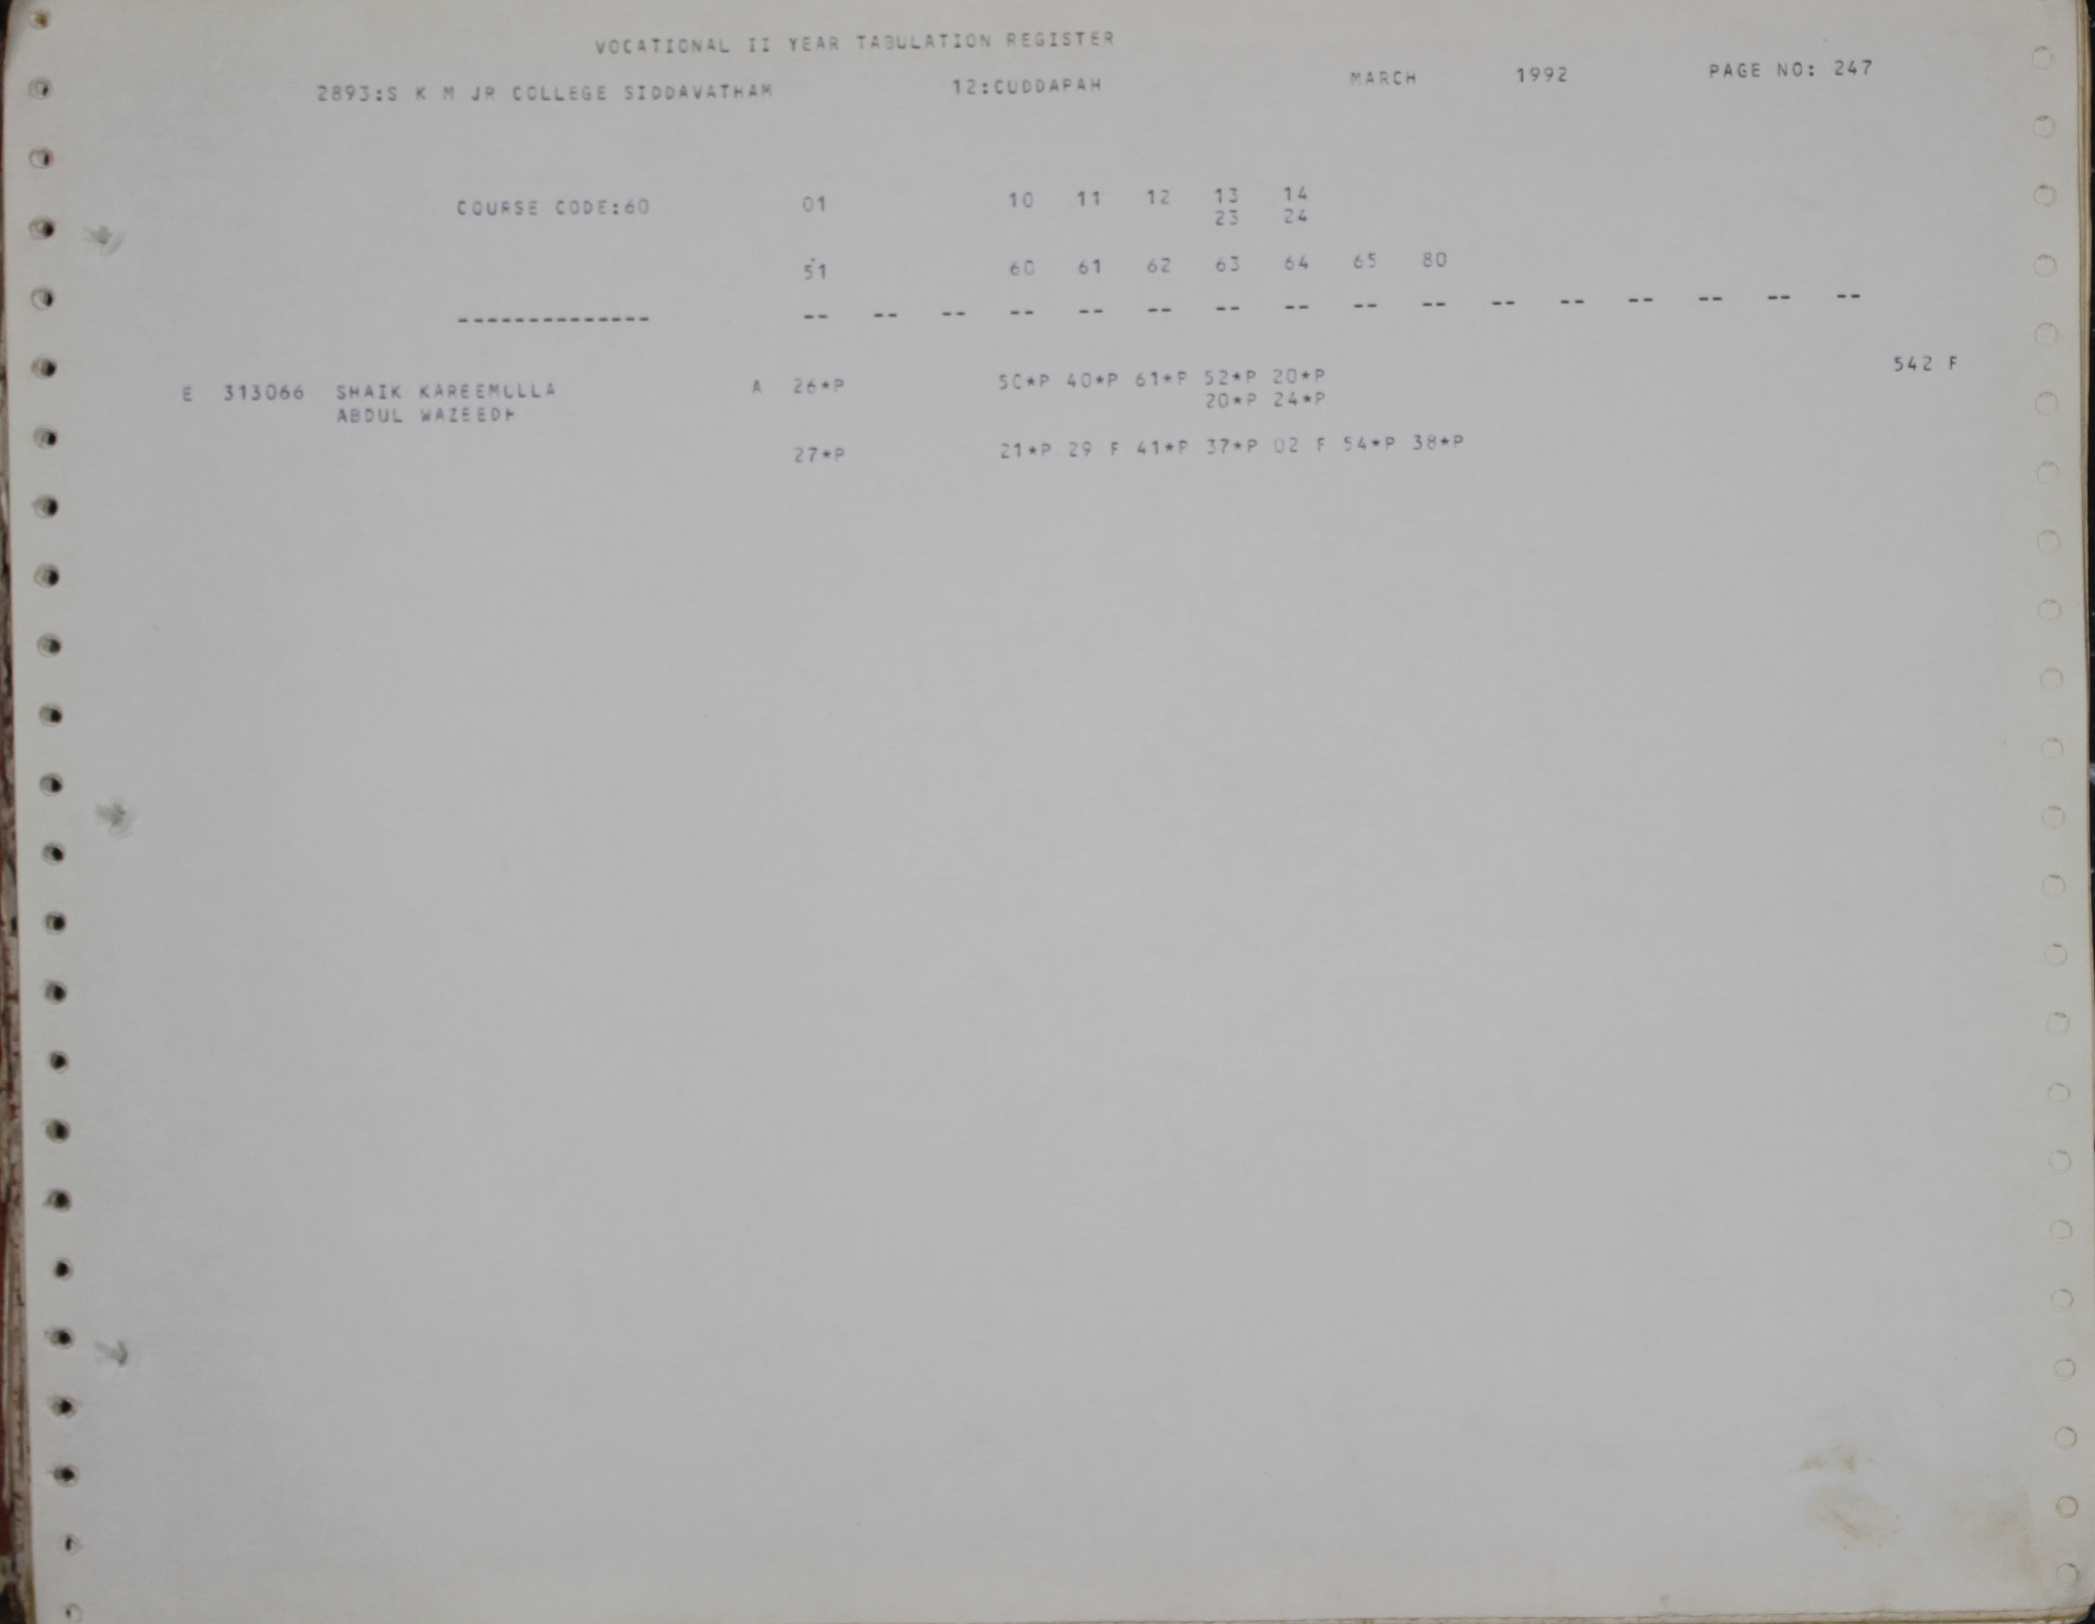 VOCATIONAL II YEAR TABULATION REGISTER
2893:S K M JR COLLEGE SIDDAVATHAM 12:CUDDAPAH MARCH 1992 PAGE NO: 247
COURSE CODE:60 01 10 11 12 13 14
23 24
51 60 61 62 63 64 65 80
-------------- -- -- -- -- -- -- -- -- -- -- -- -- -- -- -- --
E 313066 SHAIK KAREEMULLA A 26*P 50*P 40*P 61*P 52*P 20*P 542 F
ABDUL WAZEEDH 20*P 24*P
27*P 21*P 29 F 41*P 37*P 02 F 54*P 38*P